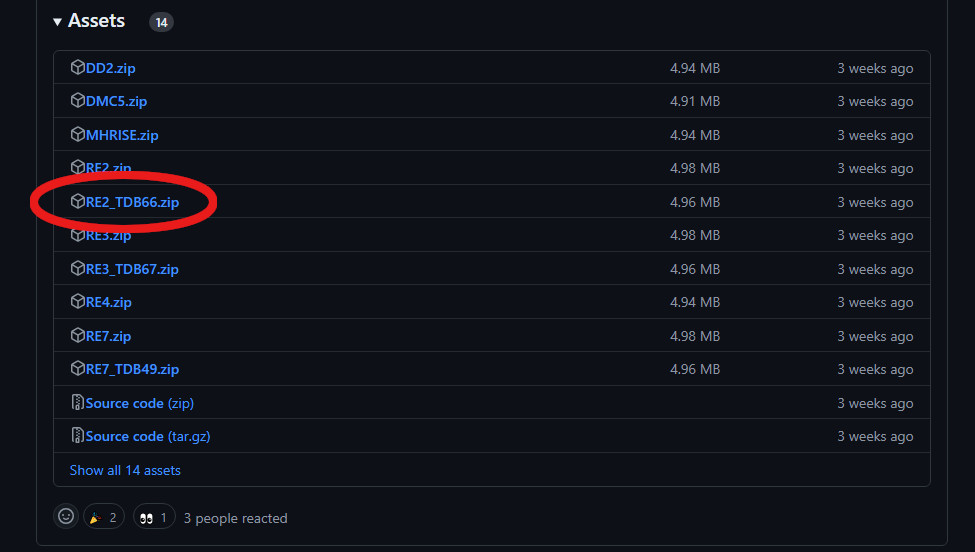 Assets 14
DD2.zip 4.94 MB 3 weeks ago
DMC5.zip 4.91 MB 3 weeks ago
MHRISE.zip 4.94 MB 3 weeks ago
RE2.zip 4.98 MB 3 weeks ago
RE2_TDB66.zip 4.96 MB 3 weeks ago
RE3.zip 4.98 MB 3 weeks ago
RE3_TDB67.zip 4.96 MB 3 weeks ago
RE4.zip 4.94 MB 3 weeks ago
RE7.zip 4.98 MB 3 weeks ago
RE7_TDB49.zip 4.96 MB 3 weeks ago
Source code (zip) 3 weeks ago
Source code (tar.gz) 3 weeks ago
Show all 14 assets
2 1 3 people reacted